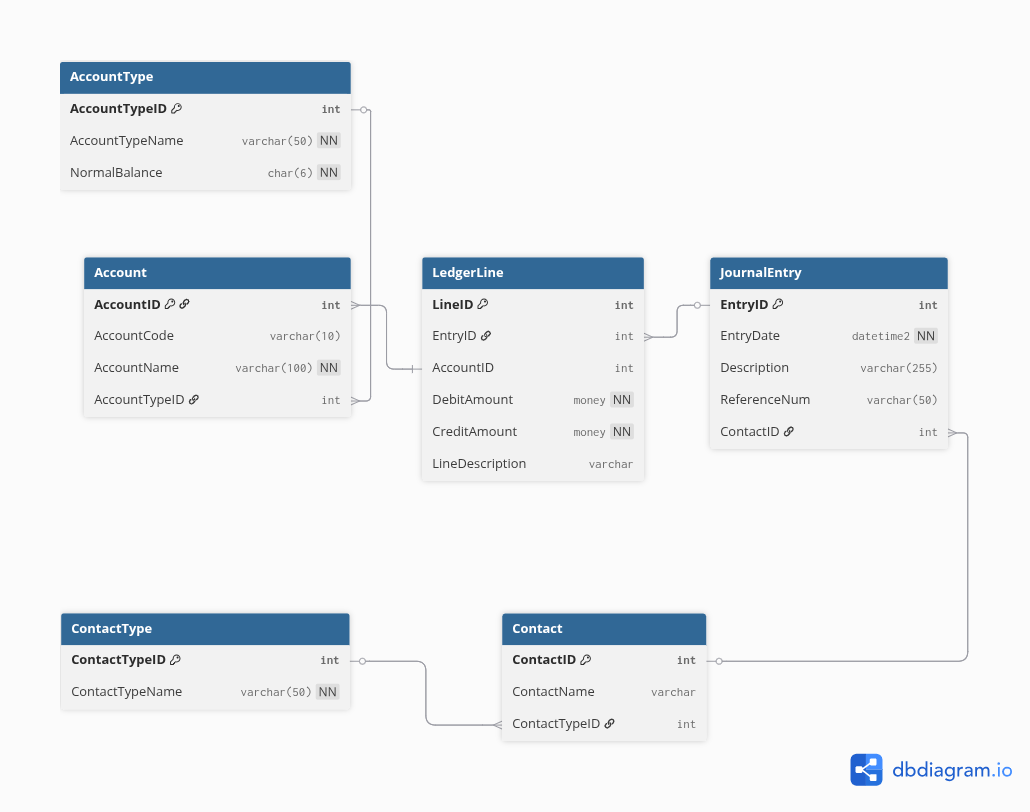 AccountType
AccountTypeID int
AccountTypeName varchar(50) NN
NormalBalance char(6) NN
Account
AccountID int
AccountCode varchar(10)
AccountName varchar(100) NN
AccountTypeID int
LedgerLine
LineID int
EntryID int
AccountID int
DebitAmount money NN
CreditAmount money NN
LineDescription varchar
JournalEntry
EntryID int
EntryDate datetime2 NN
Description varchar(255)
ReferenceNum varchar(50)
ContactID int
ContactType
ContactTypeID int
ContactTypeName varchar(50) NN
Contact
ContactID int
ContactName varchar
ContactTypeID int
dbdiagram.io